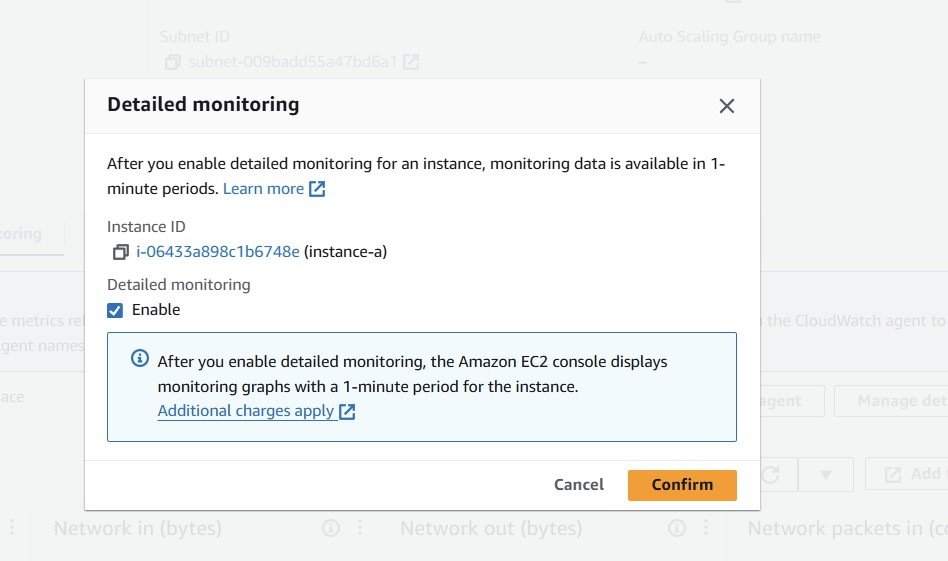 Subnet ID
Auto Scaling Group name
subnet-009badd55a47bd6a1
–
Detailed monitoring
After you enable detailed monitoring for an instance, monitoring data is available in 1-
minute periods. Learn more
Instance ID
i-06433a898c1b6748e (instance-a)
Detailed monitoring
Enable
After you enable detailed monitoring, the Amazon EC2 console displays
monitoring graphs with a 1-minute period for the instance.
Additional charges apply
Cancel
Confirm
toring
e metrics rel
the CloudWatch agent to
gent names
ace
agent
Manage det
Add
Network in (bytes)
Network out (bytes)
Network packets in (co